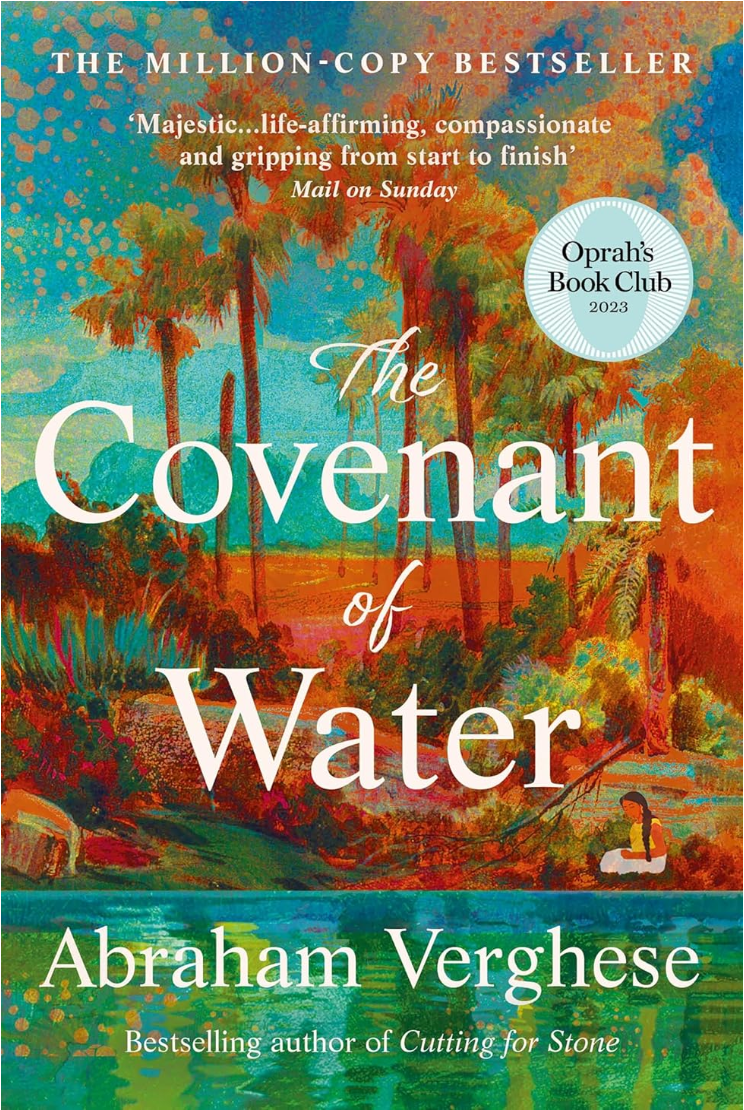 THE MILLION-COPY BESTSELLER
‘Majestic...life-affirming, compassionate
and gripping from start to finish’
Mail on Sunday
Oprah's
Book Club
2023
The
Covenant
of
Water
Abraham Verghese
Bestselling author of Cutting for Stone